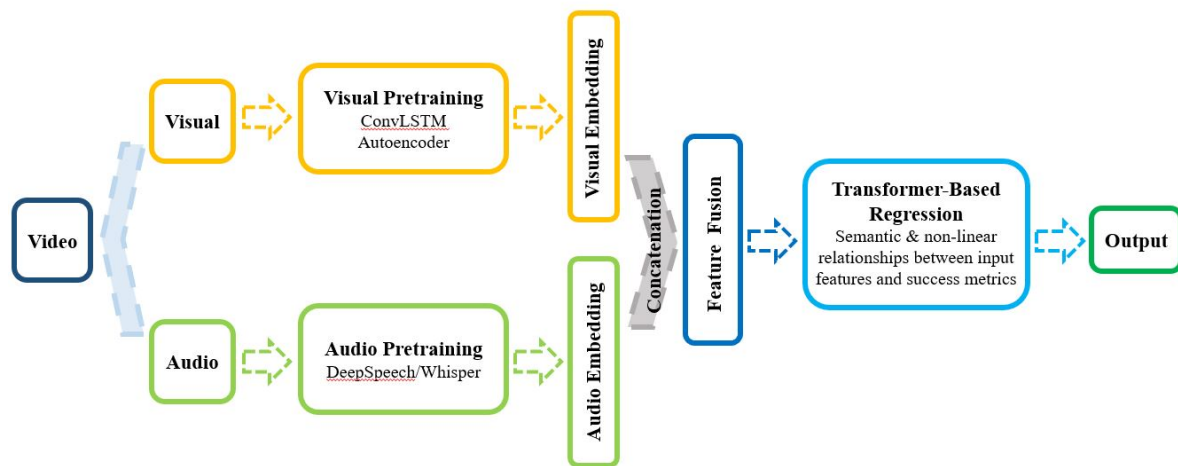 Video
Visual
Visual Pretraining
ConvLSTM
Autoencoder
Visual Embedding
Audio
Audio Pretraining
DeepSpeech/Whisper
Audio Embedding
Concatenation
Feature Fusion
Transformer-Based
Regression
Semantic & non-linear
relationships between input
features and success metrics
Output